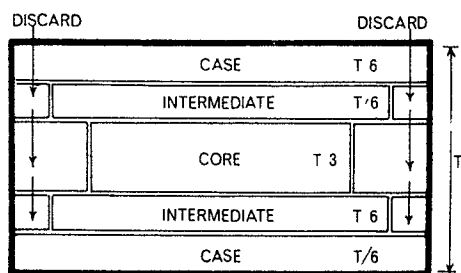 DISCARD DISCARD
CASE T 6
INTERMEDIATE T/6
CORE T 3
T
INTERMEDIATE T 6
CASE T/6